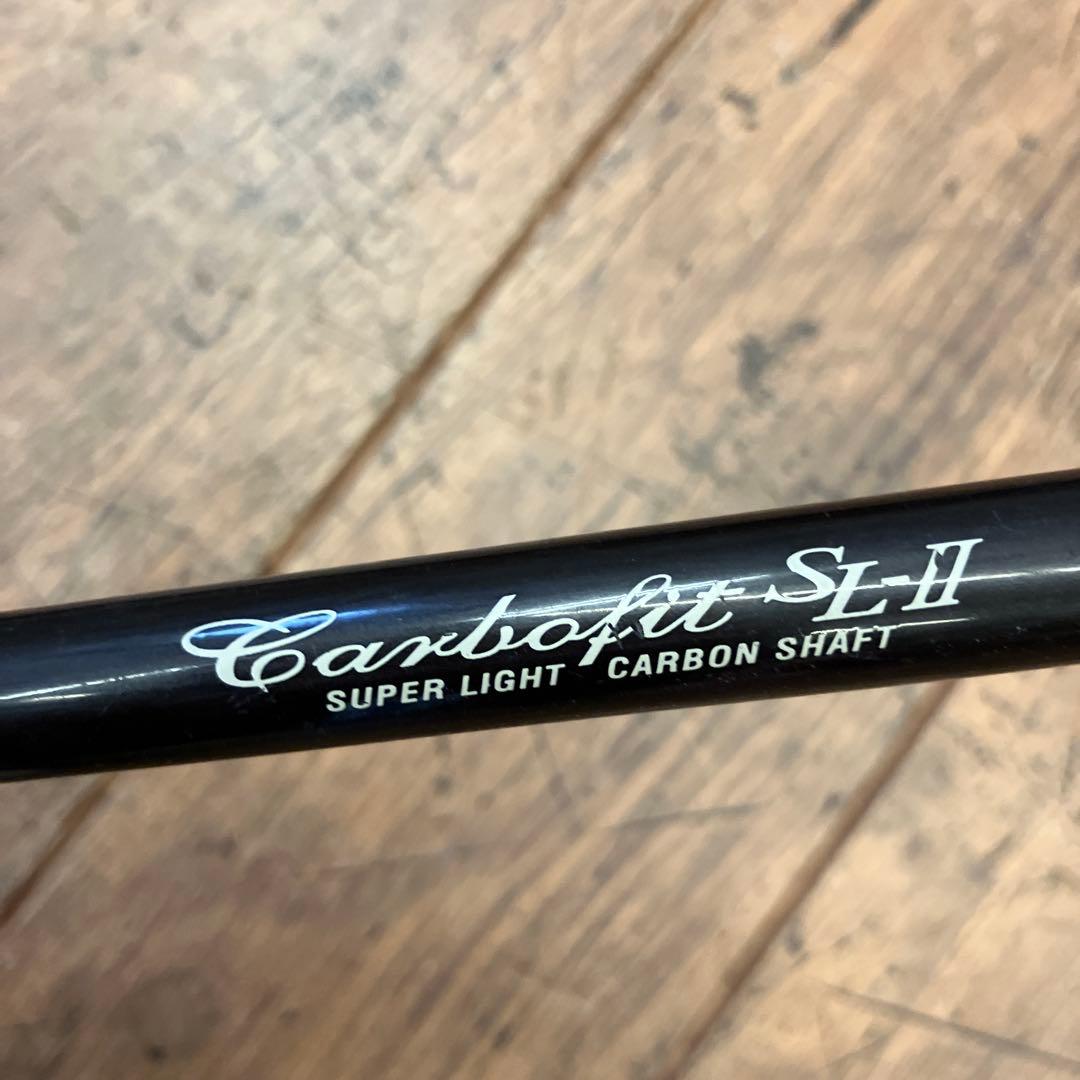 Carbofit SL-II
SUPER LIGHT CARBON SHAFT